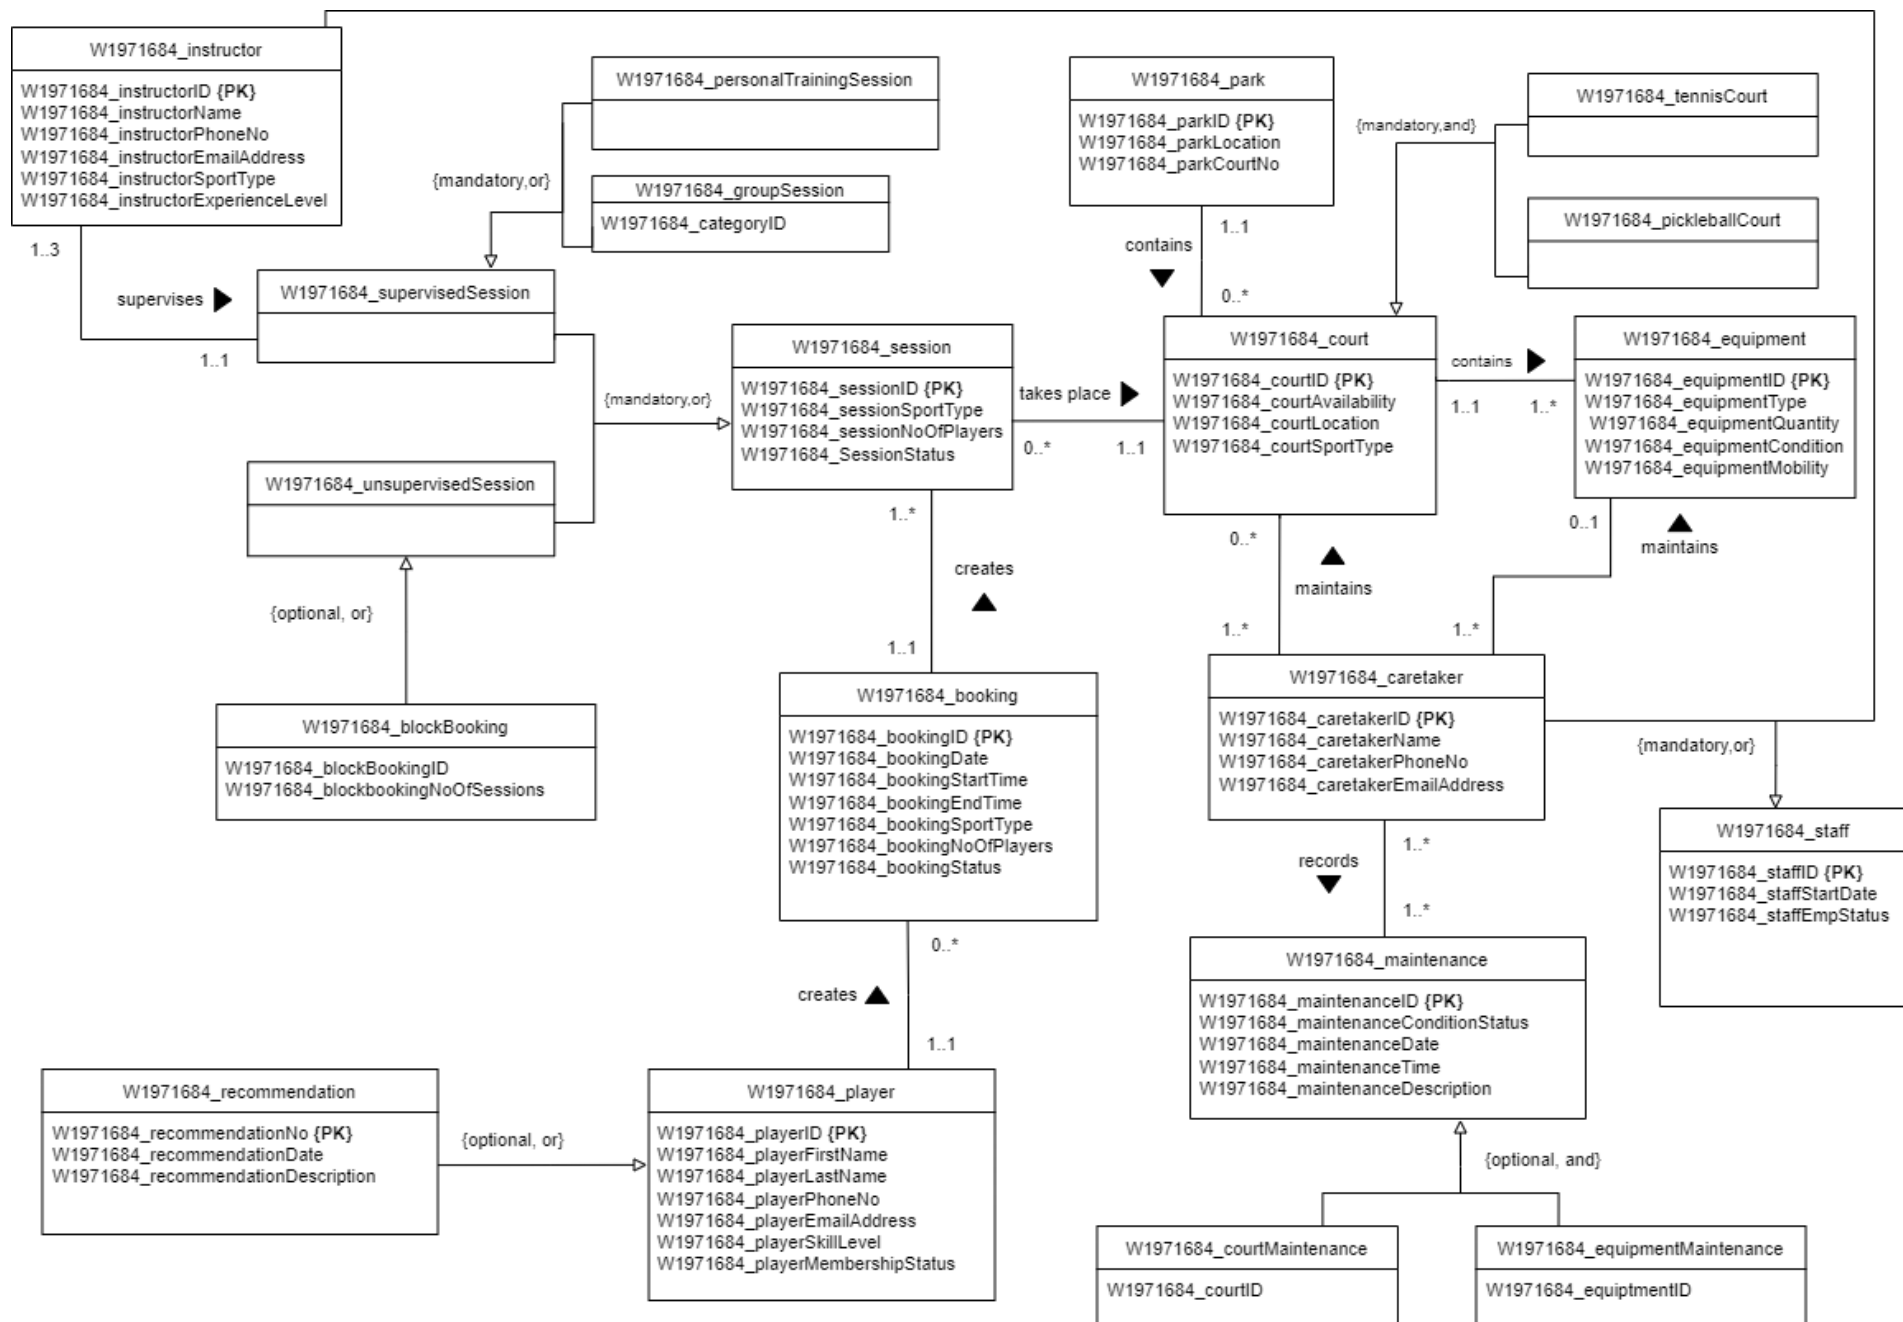 W1971684_instructor
W1971684_instructorID {PK}
W1971684_instructorName
W1971684_instructorPhoneNo
W1971684_instructorEmailAddress
W1971684_instructorSportType
W1971684_instructorExperienceLevel
1..3
supervises
1..1
W1971684_personalTrainingSession
{mandatory,or}
W1971684_groupSession
W1971684_categoryID
W1971684_supervisedSession
W1971684_unsupervisedSession
{mandatory,or}
{optional, or}
W1971684_blockBooking
W1971684_blockBookingID
W1971684_blockbookingNoOfSessions
W1971684_session
W1971684_sessionID {PK}
W1971684_sessionSportType
W1971684_sessionNoOfPlayers
W1971684_SessionStatus
takes place
0..*
1..1
1..*
creates
1..1
W1971684_booking
W1971684_bookingID {PK}
W1971684_bookingDate
W1971684_bookingStartTime
W1971684_bookingEndTime
W1971684_bookingSportType
W1971684_bookingNoOfPlayers
W1971684_bookingStatus
0..*
creates
1..1
W1971684_recommendation
W1971684_recommendationNo {PK}
W1971684_recommendationDate
W1971684_recommendationDescription
{optional, or}
W1971684_player
W1971684_playerID {PK}
W1971684_playerFirstName
W1971684_playerLastName
W1971684_playerPhoneNo
W1971684_playerEmailAddress
W1971684_playerSkillLevel
W1971684_playerMembershipStatus
W1971684_park
W1971684_parkID {PK}
W1971684_parkLocation
W1971684_parkCourtNo
1..1
contains
0..*
W1971684_tennisCourt
{mandatory,and}
W1971684_pickleballCourt
W1971684_court
W1971684_courtID {PK}
W1971684_courtAvailability
W1971684_courtLocation
W1971684_courtSportType
contains
1..1
1..*
W1971684_equipment
W1971684_equipmentID {PK}
W1971684_equipmentType
W1971684_equipmentQuantity
W1971684_equipmentCondition
W1971684_equipmentMobility
0..*
maintains
1..*
0..1
maintains
1..*
W1971684_caretaker
W1971684_caretakerID {PK}
W1971684_caretakerName
W1971684_caretakerPhoneNo
W1971684_caretakerEmailAddress
{mandatory,or}
W1971684_staff
W1971684_staffID {PK}
W1971684_staffStartDate
W1971684_staffEmpStatus
1..*
records
1..*
W1971684_maintenance
W1971684_maintenanceID {PK}
W1971684_maintenanceConditionStatus
W1971684_maintenanceDate
W1971684_maintenanceTime
W1971684_maintenanceDescription
{optional, and}
W1971684_courtMaintenance
W1971684_courtID
W1971684_equipmentMaintenance
W1971684_equiptmentID